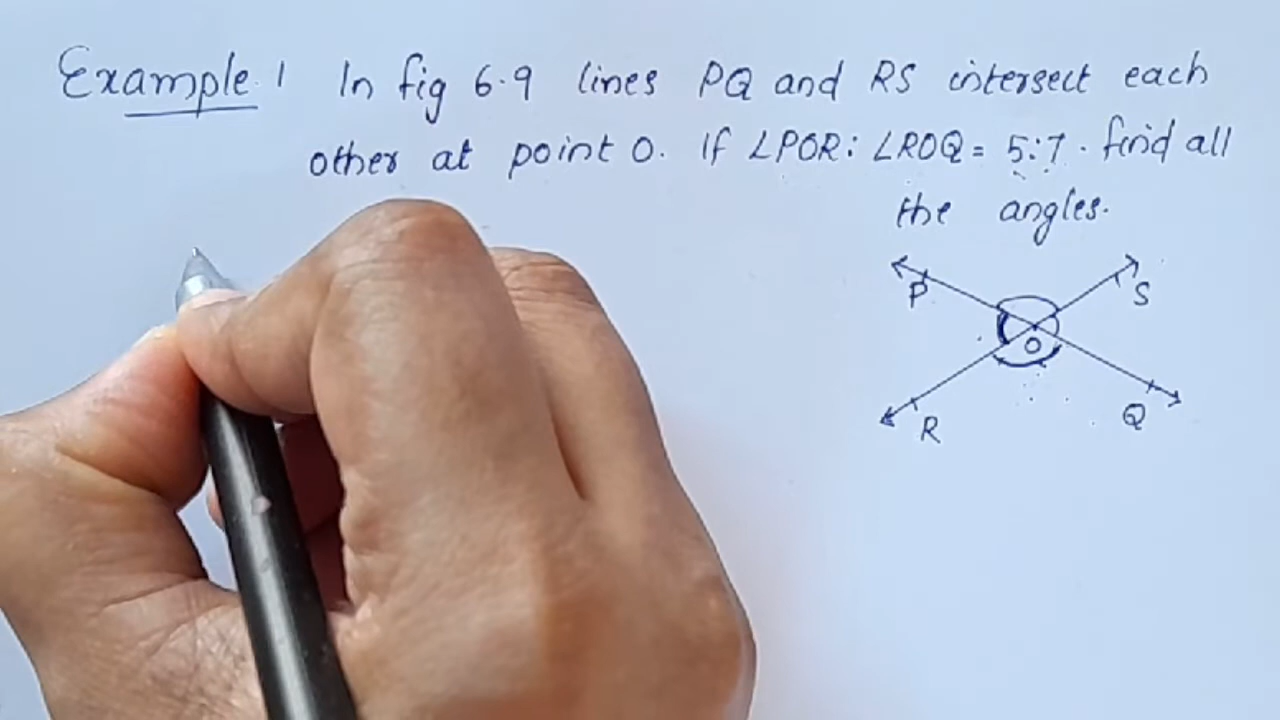 Example.1 In fig 6.9 lines PQ and RS intersect each
other at point O. If ∠POR: ∠ROQ = 5:7. find all
the angles.
P S
O
R Q